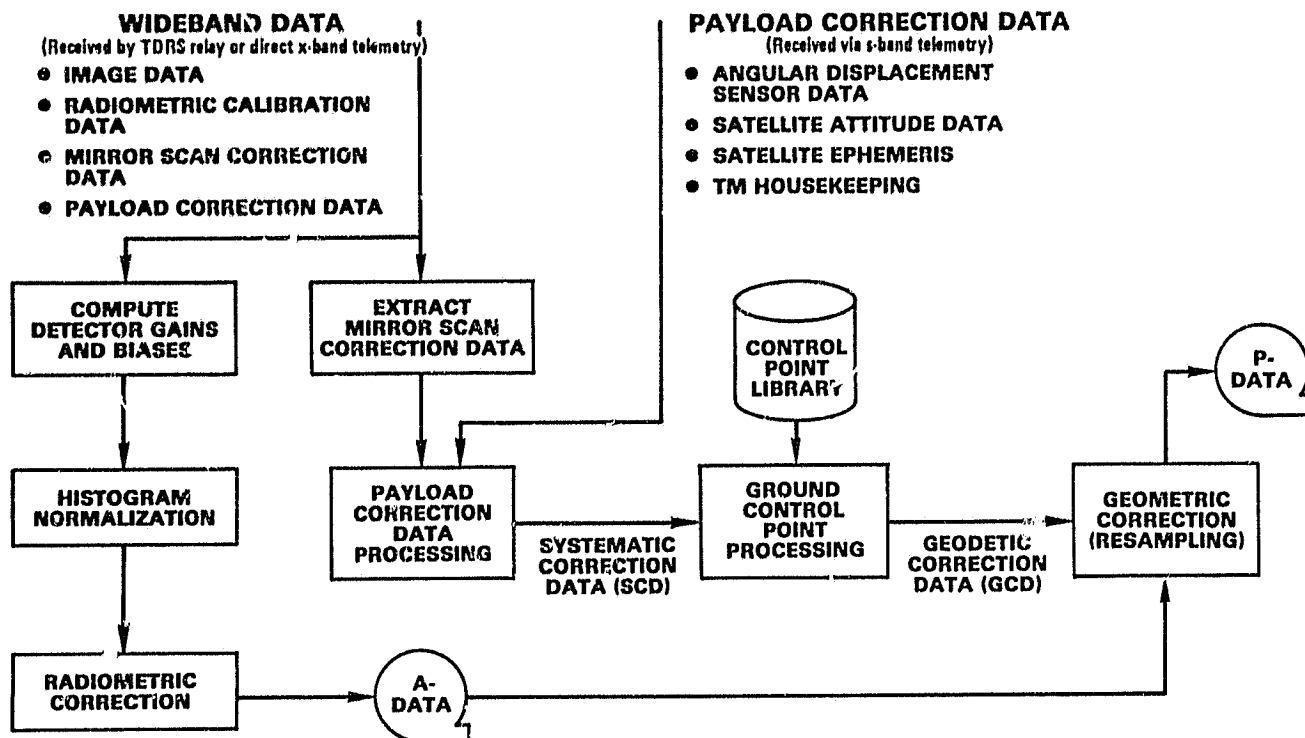 WIDEBAND DATA
(Received by TDRS relay or direct x-band telemetry)
• IMAGE DATA
• RADIOMETRIC CALIBRATION
DATA
• MIRROR SCAN CORRECTION
DATA
• PAYLOAD CORRECTION DATA
PAYLOAD CORRECTION DATA
(Received via s-band telemetry)
• ANGULAR DISPLACEMENT
SENSOR DATA
• SATELLITE ATTITUDE DATA
• SATELLITE EPHEMERIS
• TM HOUSEKEEPING
COMPUTE
DETECTOR GAINS
AND BIASES
EXTRACT
MIRROR SCAN
CORRECTION DATA
CONTROL
POINT
LIBRARY
P-
DATA
HISTOGRAM
NORMALIZATION
PAYLOAD
CORRECTION
DATA
PROCESSING
SYSTEMATIC
CORRECTION
DATA (SCD)
GROUND
CONTROL
POINT
PROCESSING
GEODETIC
CORRECTION
DATA (GCD)
GEOMETRIC
CORRECTION
(RESAMPLING)
RADIOMETRIC
CORRECTION
A-
DATA